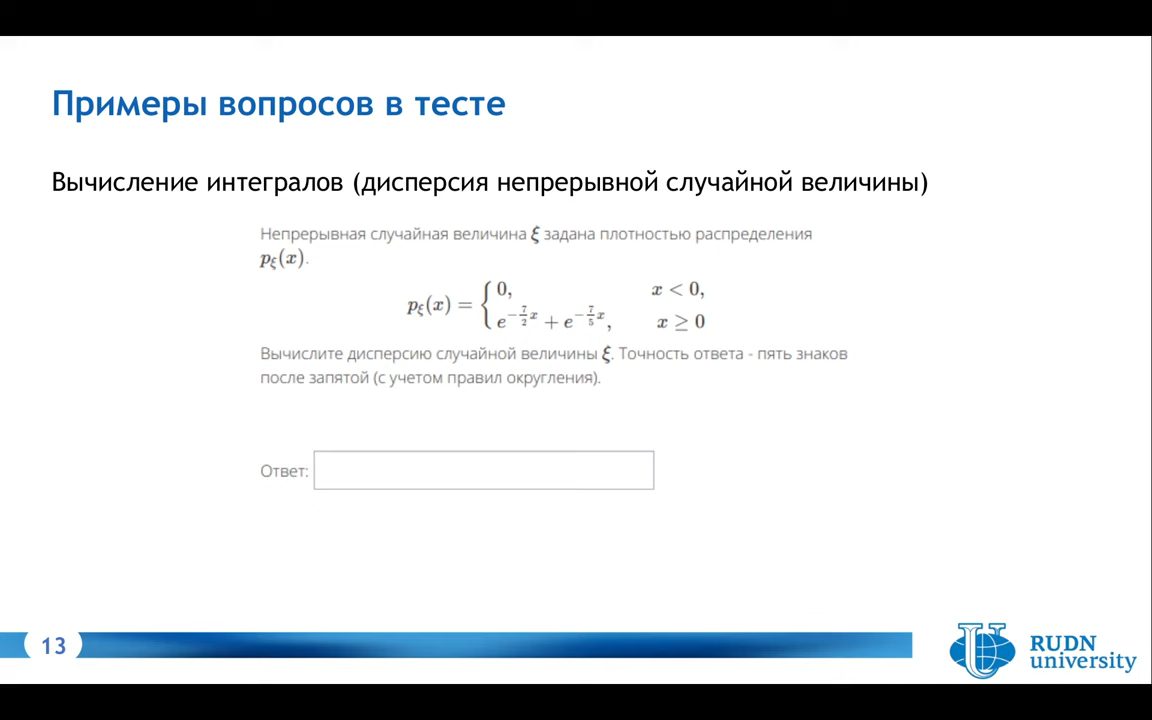 Примеры вопросов в тесте
Вычисление интегралов (дисперсия непрерывной случайной величины)
Непрерывная случайная величина ξ задана плотностью распределения
pξ(x).
pξ(x) = { 0, x < 0,
e^{-7/2 x} + e^{-7/5 x}, x ≥ 0
Вычислите дисперсию случайной величины ξ. Точность ответа - пять знаков
после запятой (с учетом правил округления).
Ответ:
13
RUDN
university